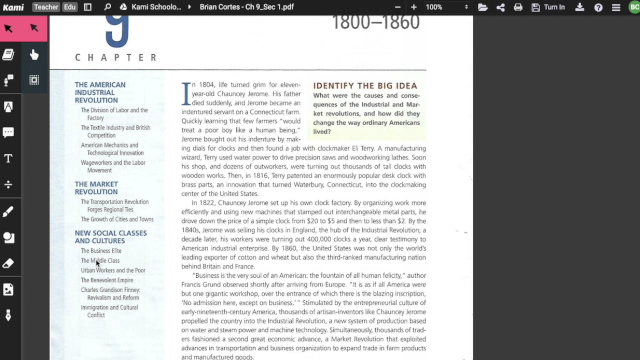 Kami
Teacher
Edu
Kami Schoolo...
Brian Cortes - Ch 9_Sec 1.pdf
100%
Turn In
BC
9
1800–1860
CHAPTER
THE AMERICAN
INDUSTRIAL
REVOLUTION
The Division of Labor and the
Factory
The Textile Industry and British
Competition
American Mechanics and
Technological Innovation
Wageworkers and the Labor
Movement
THE MARKET
REVOLUTION
The Transportation Revolution
Forges Regional Ties
The Growth of Cities and Towns
NEW SOCIAL CLASSES
AND CULTURES
The Business Elite
The Middle Class
Urban Workers and the Poor
The Benevolent Empire
Charles Grandison Finney:
Revivalism and Reform
Immigration and Cultural
Conflict
In 1804, life turned grim for eleven-
year-old Chauncey Jerome. His father
died suddenly, and Jerome became an
indentured servant on a Connecticut farm.
Quickly learning that few farmers “would
treat a poor boy like a human being,”
Jerome bought out his indenture by mak-
ing dials for clocks and then found a job with clockmaker Eli Terry. A manufacturing
wizard, Terry used water power to drive precision saws and woodworking lathes. Soon
his shop, and dozens of outworkers, were turning out thousands of tall clocks with
wooden works. Then, in 1816, Terry patented an enormously popular desk clock with
brass parts, an innovation that turned Waterbury, Connecticut, into the clockmaking
center of the United States.
In 1822, Chauncey Jerome set up his own clock factory. By organizing work more
efficiently and using new machines that stamped out interchangeable metal parts, he
drove down the price of a simple clock from $20 to $5 and then to less than $2. By the
1840s, Jerome was selling his clocks in England, the hub of the Industrial Revolution; a
decade later, his workers were turning out 400,000 clocks a year, clear testimony to
American industrial enterprise. By 1860, the United States was not only the world’s
leading exporter of cotton and wheat but also the third-ranked manufacturing nation
behind Britain and France.
“Business is the very soul of an American: the fountain of all human felicity,” author
Francis Grund observed shortly after arriving from Europe. “It is as if all America
were but one gigantic workshop, over the entrance of which there is the blazing inscription,
‘No admission here, except on business.’” Stimulated by the entrepreneurial culture of
early-nineteenth-century America, thousands of artisan-inventors like Chauncey Jerome
propelled the country into the Industrial Revolution, a new system of production based
on water and steam power and machine technology. Simultaneously, thousands of trad-
ers fashioned a second great economic advance, a Market Revolution that exploited
advances in transportation and business organization to expand trade in farm products
and manufactured goods.
IDENTIFY THE BIG IDEA
What were the causes and conse-
quences of the Industrial and Mar-
ket revolutions, and how did they
change the way ordinary Americans
lived?